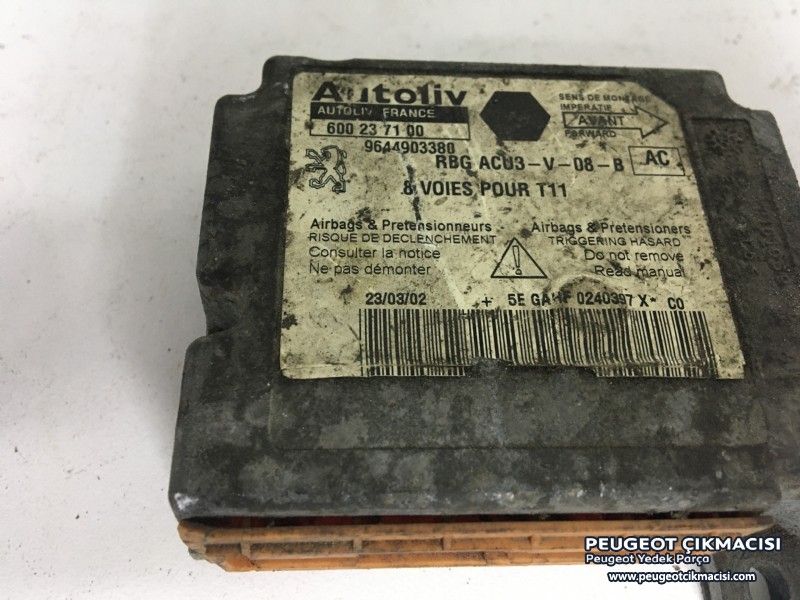 Autoliv
AUTOLIV FRANCE
600 23 71 00
9644903380
SENS DE MONTAGE
IMPERATIF
AVANT
FORWARD
RBG ACU3-V-08-B AC
8 VOIES POUR T11
Airbags & Pretensionneurs
RISQUE DE DECLENCHEMENT
Consulter la notice
Ne pas démonter
Airbags & Pretensioners
TRIGGERING HASARD
Do not remove
Read manual
23/03/02 + 5E 0240397 X* C0
PEUGEOT ÇIKMACISI
Peugeot Yedek Parça
www.peugeotcikmacisi.com